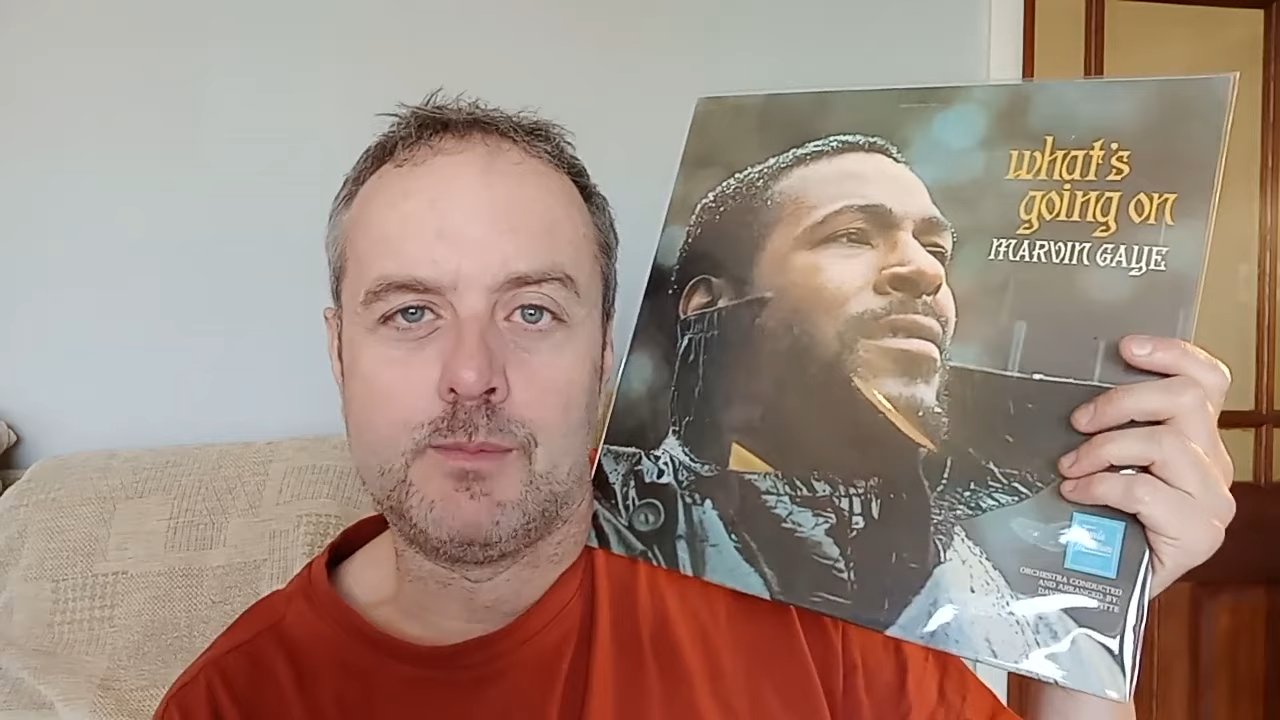 what's
going on
MARVIN GAYE
ORCHESTRA CONDUCTED
AND ARRANGED BY: